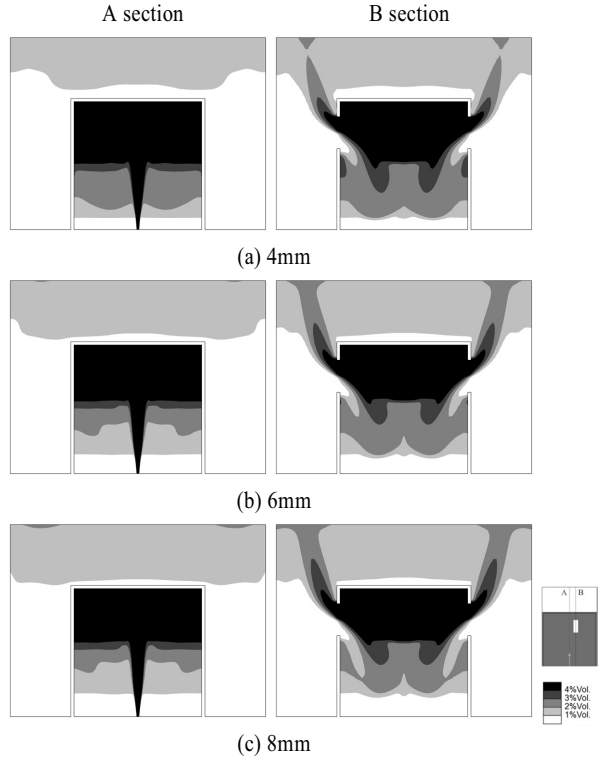 A section B section
(a) 4mm
(b) 6mm
A B
4%Vol.
3%Vol.
2%Vol.
1%Vol.
(c) 8mm